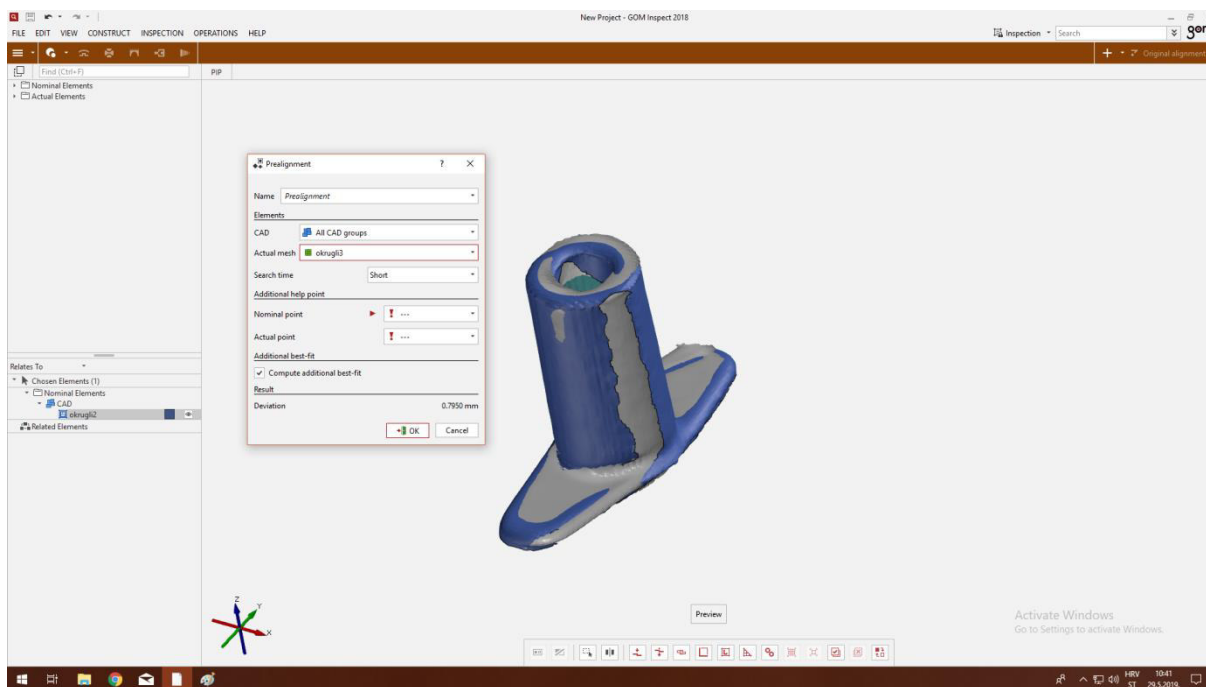 New Project - GOM Inspect 2018
FILE EDIT VIEW CONSTRUCT INSPECTION OPERATIONS HELP
Inspection
Search
gom
Original alignment
Find (Ctrl+F)
PIP
Nominal Elements
Actual Elements
Prealignment
? ×
Name Prealignment
Elements
CAD All CAD groups
Actual mesh okrugli3
Search time Short
Additional help point
Nominal point ...
Actual point ...
Additional best-fit
Compute additional best-fit
Result
Deviation 0.7950 mm
OK Cancel
Relates To
Chosen Elements (1)
Nominal Elements
CAD
okrugli2
Related Elements
Z
Y
X
Preview
Activate Windows
Go to Settings to activate Windows.
HRV 10:41
ST 29.5.2019.